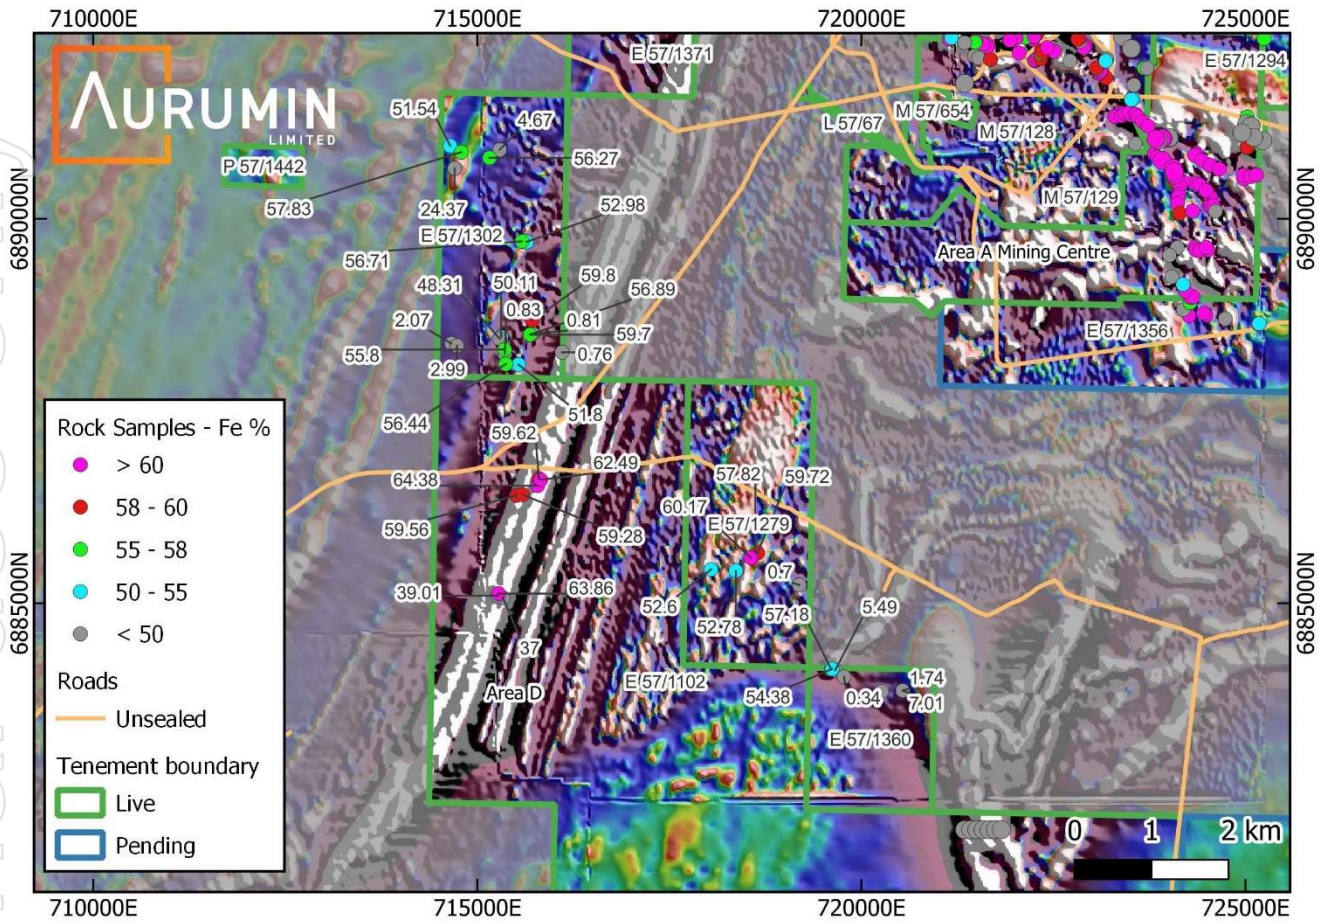 710000E
715000E
720000E
725000E
AURUMIN
LIMITED
E 57/1371
E 57/1294
51.54
4.67
L 57/67
M 57/654
M 57/128
P 57/1442
56.27
57.83
M 57/129
24.37
52.98
6890000N
6890000N
E 57/1302
56.71
Area A Mining Centre
48.31
50.11
59.8
56.89
0.83
0.81
2.07
59.7
E 57/1356
55.8
2.99
0.76
56.44
51.8
59.62
Rock Samples - Fe %
> 60
58 - 60
55 - 58
50 - 55
< 50
Roads
Unsealed
Tenement boundary
Live
Pending
62.49
57.82
59.72
64.38
60.17
59.56
E 57/1279
59.28
0.7
39.01
63.86
52.6
57.18
5.49
52.78
6885000N
6885000N
37
Area D
E 57/1102
54.38
0.34
1.74
7.01
E 57/1360
0
1
2 km
710000E
715000E
720000E
725000E